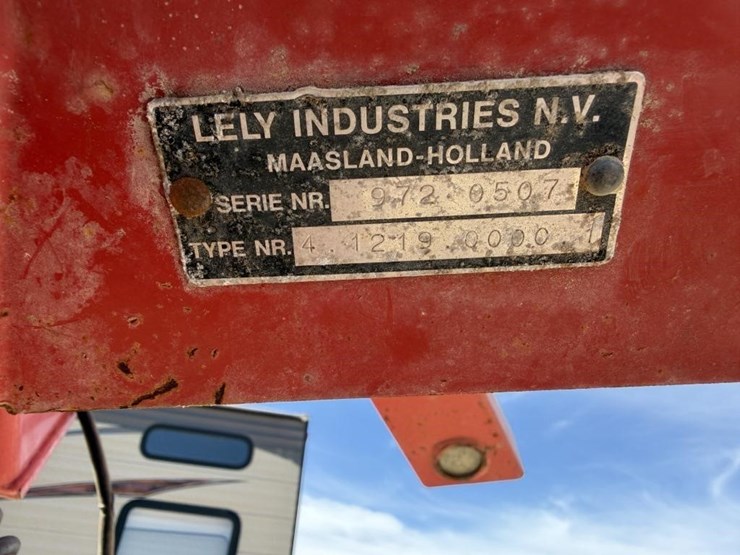 LELY INDUSTRIES N.V.
MAASLAND-HOLLAND
SERIE NR. 972 0507
TYPE NR. 4.1219.0000.1